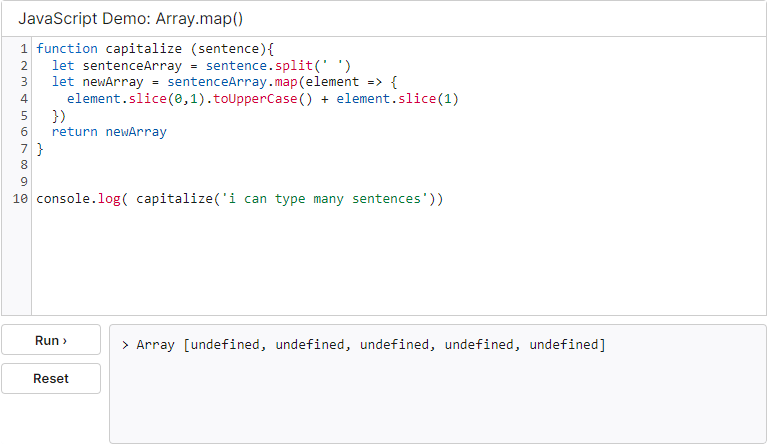 JavaScript Demo: Array.map()
1 function capitalize (sentence){
2   let sentenceArray = sentence.split(' ')
3   let newArray = sentenceArray.map(element => {
4     element.slice(0,1).toUpperCase() + element.slice(1)
5   })
6   return newArray
7 }
8
9
10 console.log( capitalize('i can type many sentences'))
Run ›
> Array [undefined, undefined, undefined, undefined, undefined]
Reset